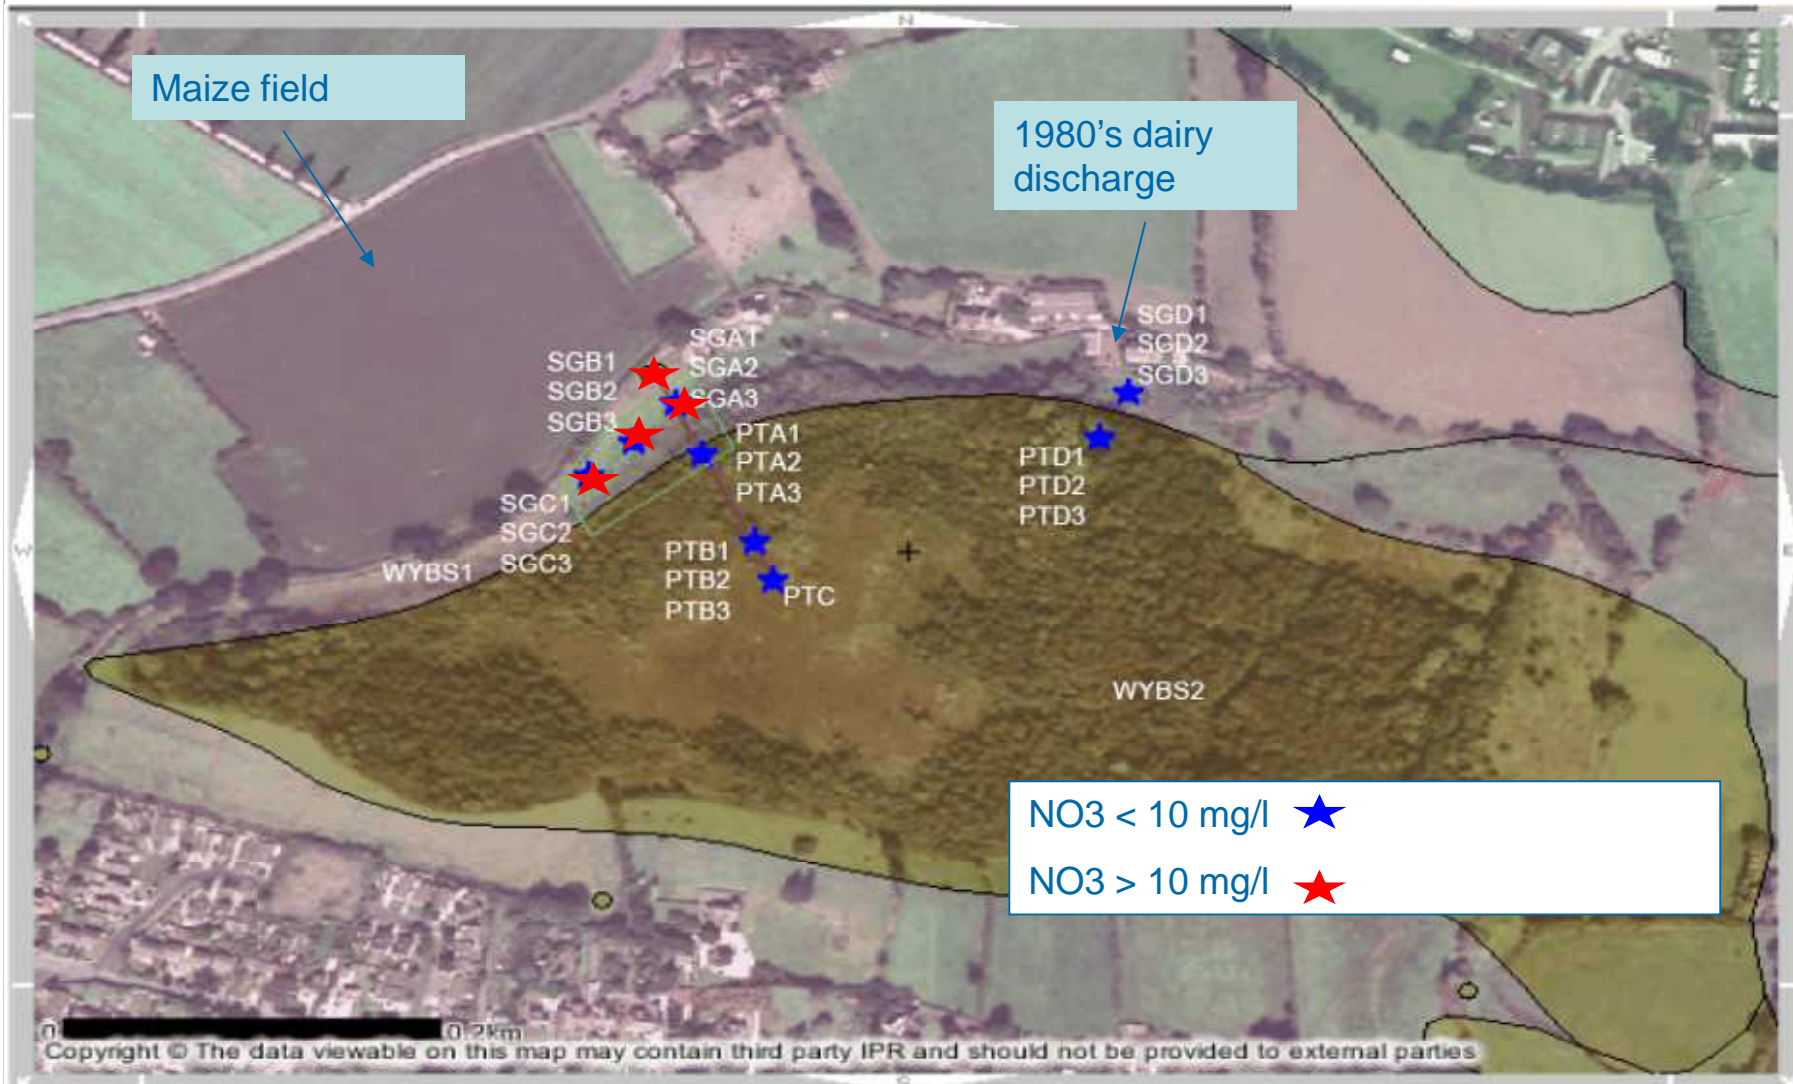 N
Maize field
1980's dairy
discharge
SGD1
SGD2
SGD3
SGA1
SGA2
SGA3
SGB1
SGB2
SGB3
PTA1
PTA2
PTA3
PTD1
PTD2
PTD3
SGC1
SGC2
SGC3
WYBS1
PTB1
PTB2
PTB3
PTC
W
E
WYBS2
NO3 < 10 mg/l
NO3 > 10 mg/l
0 0.2km
Copyright © The data viewable on this map may contain third party IPR and should not be provided to external parties
S